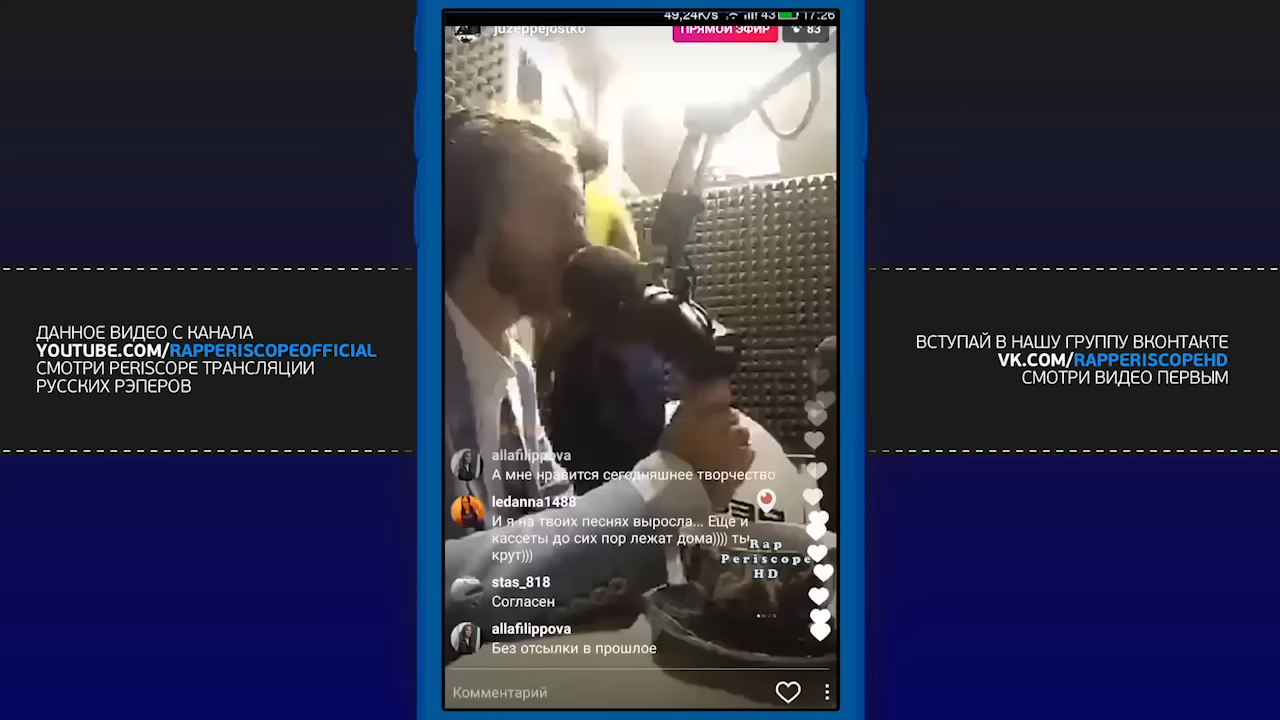 49,24K/s 43 17:26
juzeppejostko
ПРЯМОЙ ЭФИР
83
ДАННОЕ ВИДЕО С КАНАЛА
YOUTUBE.COM/RAPPERISCOPEOFFICIAL
СМОТРИ PERISCOPE ТРАНСЛЯЦИИ
РУССКИХ РЭПЕРОВ
ВСТУПАЙ В НАШУ ГРУППУ ВКОНТАКТЕ
VK.COM/RAPPERISCOPEHD
СМОТРИ ВИДЕО ПЕРВЫМ
allafilippova
А мне нравится сегодняшнее творчество
ledanna1488
И я на твоих песнях выросла... Еще и
кассеты до сих пор лежат дома)))) ты
крут)))
stas_818
Согласен
allafilippova
Без отсылки в прошлое
Rap
Periscope
HD
Комментарий